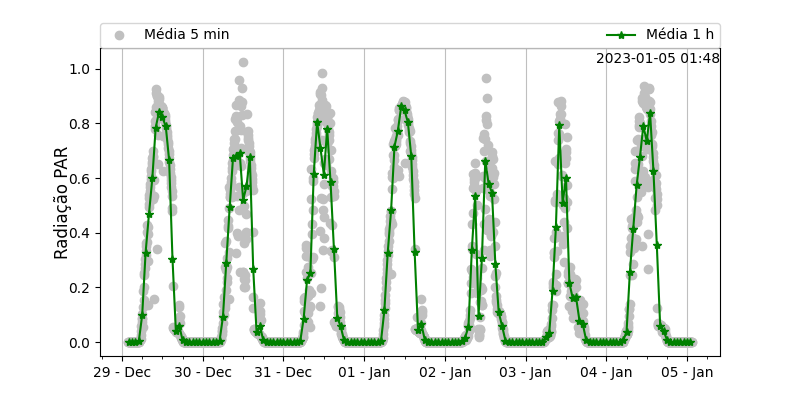 Média 5 min
Média 1 h
2023-01-05 01:48
Radiação PAR
1.0
0.8
0.6
0.4
0.2
0.0
29 - Dec
30 - Dec
31 - Dec
01 - Jan
02 - Jan
03 - Jan
04 - Jan
05 - Jan